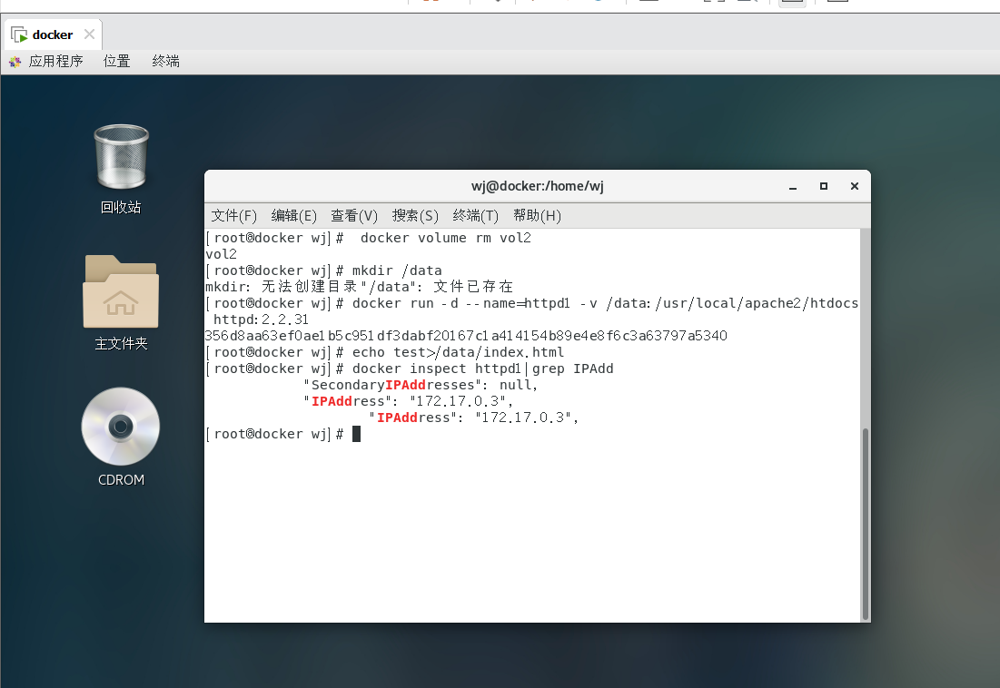 docker
应用程序 位置 终端
回收站
主文件夹
CDROM
wj@docker:/home/wj
文件(F) 编辑(E) 查看(V) 搜索(S) 终端(T) 帮助(H)
[root@docker wj]#  docker volume rm vol2
vol2
[root@docker wj]# mkdir /data
mkdir: 无法创建目录"/data": 文件已存在
[root@docker wj]# docker run -d --name=httpd1 -v /data:/usr/local/apache2/htdocs
 httpd:2.2.31
356d8aa63ef0ae1b5c951df3dabf20167c1a414154b89e4e8f6c3a63797a5340
[root@docker wj]# echo test>/data/index.html
[root@docker wj]# docker inspect httpd1|grep IPAdd
            "SecondaryIPAddresses": null,
            "IPAddress": "172.17.0.3",
                    "IPAddress": "172.17.0.3",
[root@docker wj]#